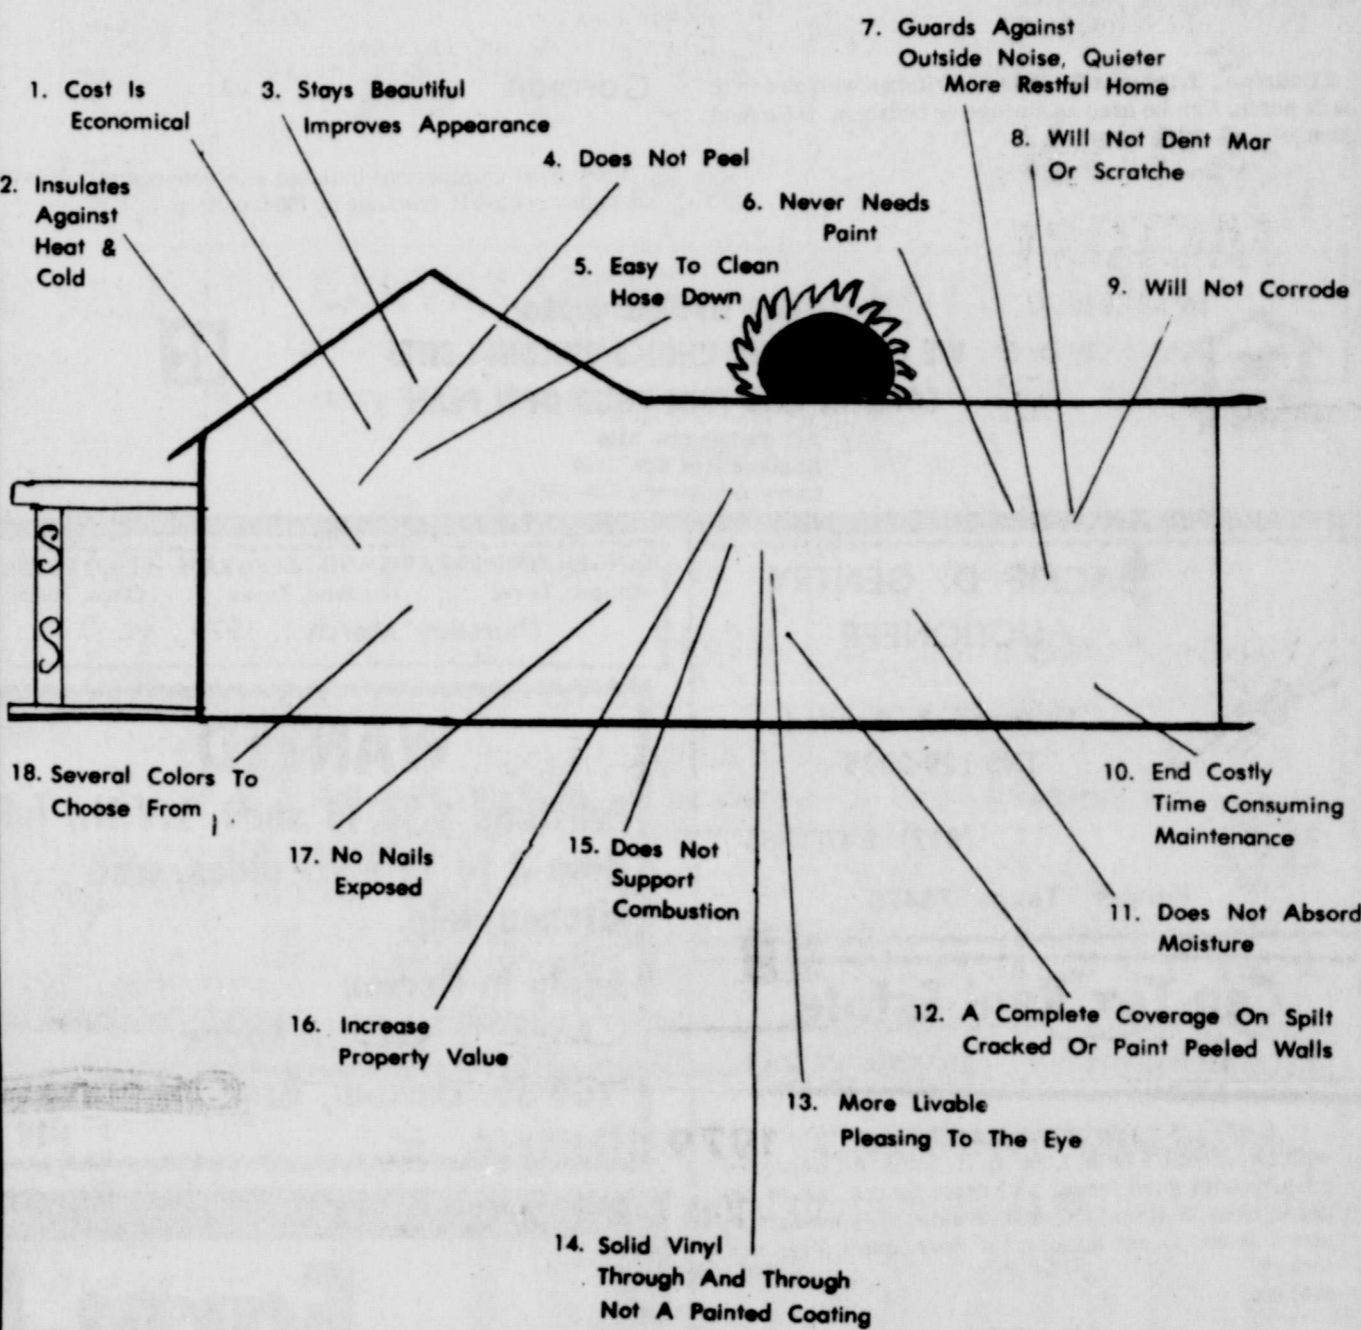 1. Cost Is
Economical
2. Insulates
Against
Heat &
Cold
3. Stays Beautiful
Improves Appearance
4. Does Not Peel
5. Easy To Clean
Hose Down
6. Never Needs
Paint
7. Guards Against
Outside Noise, Quieter
More Restful Home
8. Will Not Dent Mar
Or Scratche
9. Will Not Corrode
10. End Costly
Time Consuming
Maintenance
11. Does Not Absord
Moisture
12. A Complete Coverage On Spilt
Cracked Or Paint Peeled Walls
13. More Livable
Pleasing To The Eye
14. Solid Vinyl
Through And Through
Not A Painted Coating
15. Does Not
Support
Combustion
16. Increase
Property Value
17. No Nails
Exposed
18. Several Colors To
Choose From